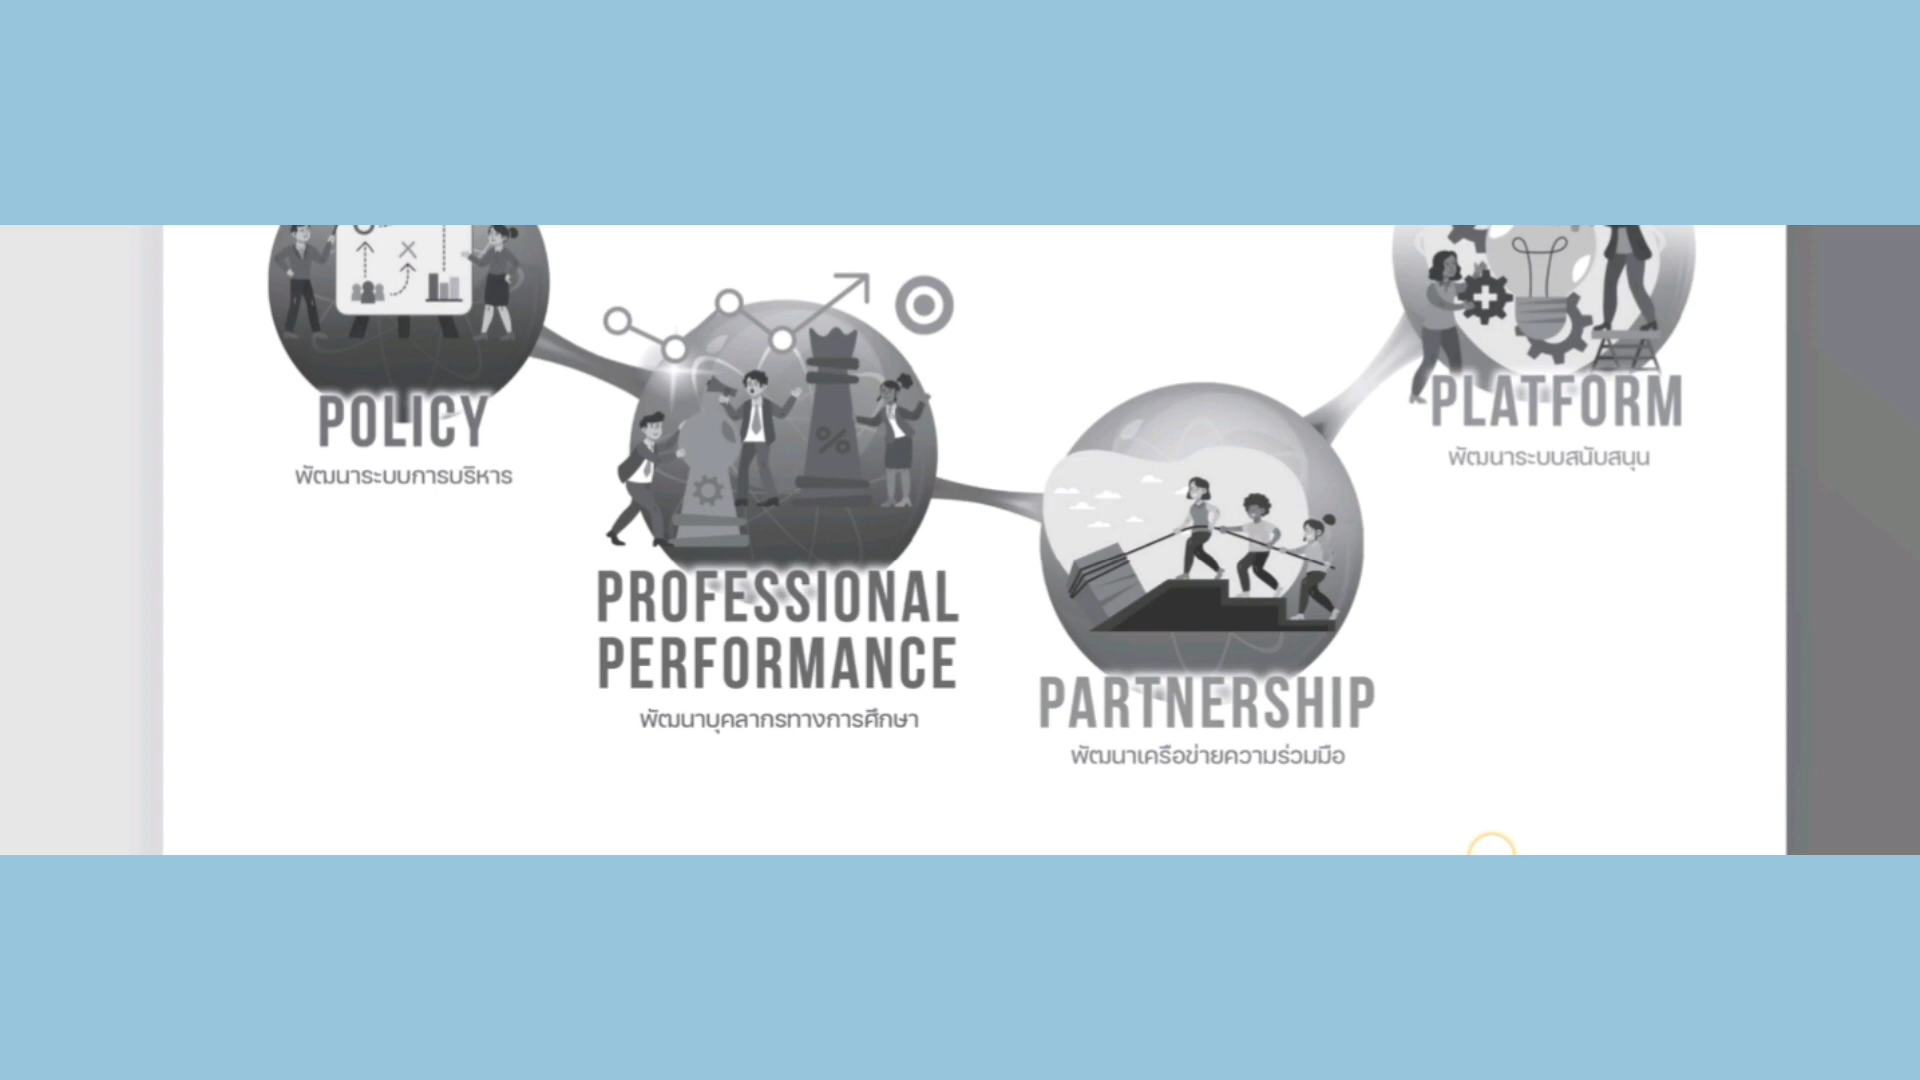 POLICY
พัฒนาระบบการบริหาร
%
PROFESSIONAL
PERFORMANCE
พัฒนาบุคลากรทางการศึกษา
PARTNERSHIP
พัฒนาเครือข่ายความร่วมมือ
PLATFORM
พัฒนาระบบสนับสนุน